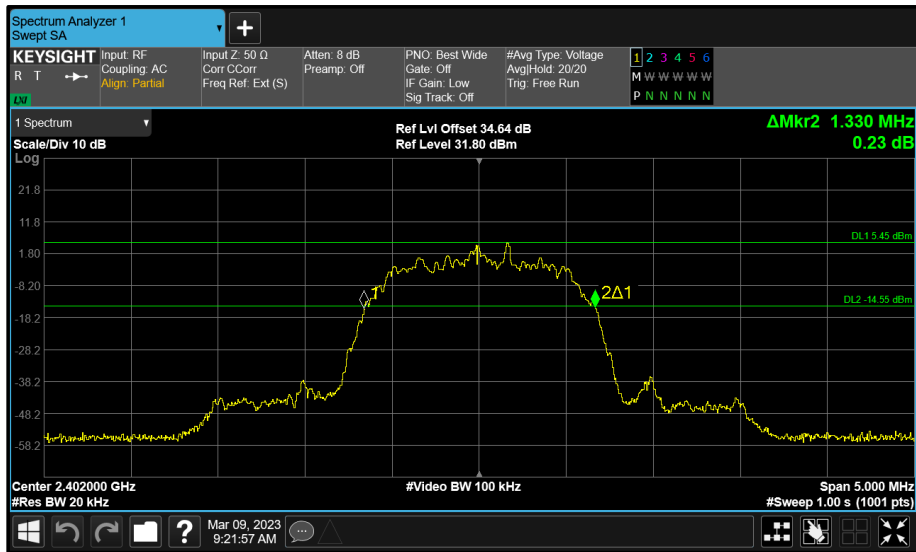 Spectrum Analyzer 1
Swept SA
KEYSIGHT
R T
LXI
Input: RF
Coupling: AC
Align: Partial
Input Z: 50 Ω
Corr CCorr
Freq Ref: Ext (S)
Atten: 8 dB
Preamp: Off
PNO: Best Wide
Gate: Off
IF Gain: Low
Sig Track: Off
#Avg Type: Voltage
Avg|Hold: 20/20
Trig: Free Run
1 2 3 4 5 6
M W W W W W
P N N N N N
1 Spectrum
Scale/Div 10 dB
Ref Lvl Offset 34.64 dB
Ref Level 31.80 dBm
ΔMkr2 1.330 MHz
0.23 dB
Log
21.8
11.8
DL1 5.45 dBm
1.80
-8.20
1
2Δ1
DL2 -14.55 dBm
-18.2
-28.2
-38.2
-48.2
-58.2
Center 2.402000 GHz
#Video BW 100 kHz
Span 5.000 MHz
#Res BW 20 kHz
#Sweep 1.00 s (1001 pts)
?
Mar 09, 2023
9:21:57 AM